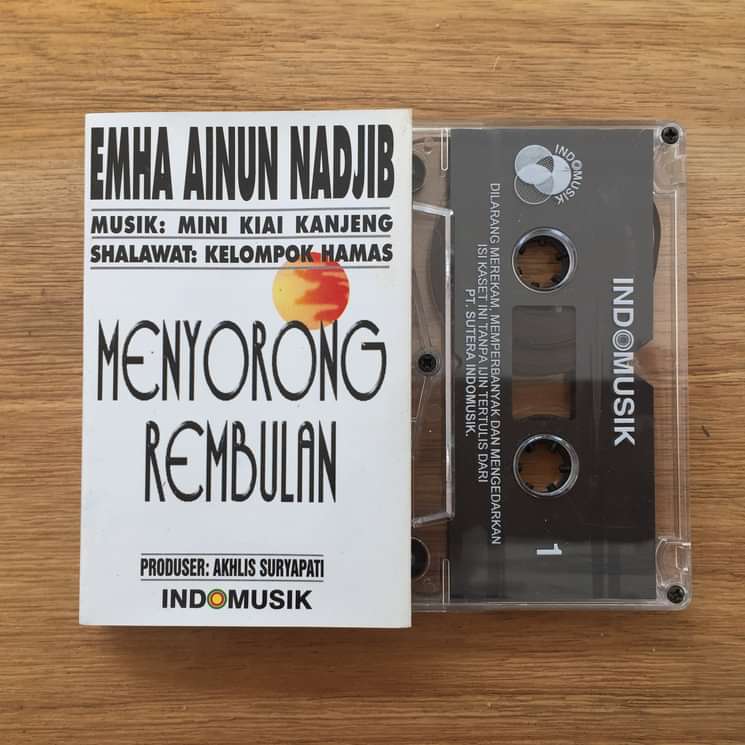 EMHA AINUN NADJIB
MUSIK: MINI KIAI KANJENG
SHALAWAT: KELOMPOK HAMAS
MENYORONG
REMBULAN
PRODUSER: AKHLIS SURYAPATI
INDOMUSIK
INDOMUSIK
INDOMUSIK
DILARANG MEREKAM, MEMPERBANYAK DAN MENGEDARKAN
ISI KASET INI TANPA IJIN TERTULIS DARI
PT. SUTERA INDOMUSIK.
1